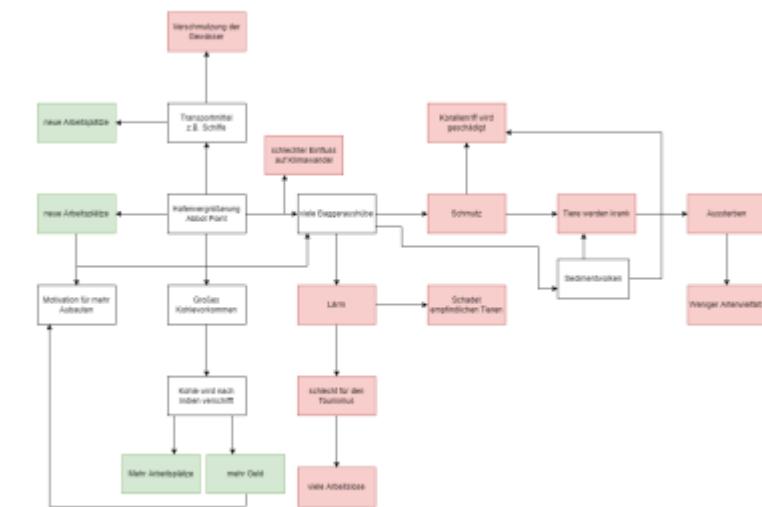 Verschmutzung der
Gewässer
neue Arbeitsplätze
Transportmittel
z.B. Schiffe
Korallenriff wird
geschädigt
schlechter Einfluss
auf Klimawandel
neue Arbeitsplätze
Hafenvergrößerung
Abbot Point
viele Baggeraushübe
Schmutz
Tiere werden krank
Aussterben
Sedimentwolken
Motivation für mehr
Ausbauten
Großes
Kohlevorkommen
Lärm
Schadet
empfindlichen Tieren
Weniger Artenvielfalt
Kohle wird nach
Indien verschifft
schlecht für den
Tourismus
Mehr Arbeitsplätze
mehr Geld
viele Arbeitslose